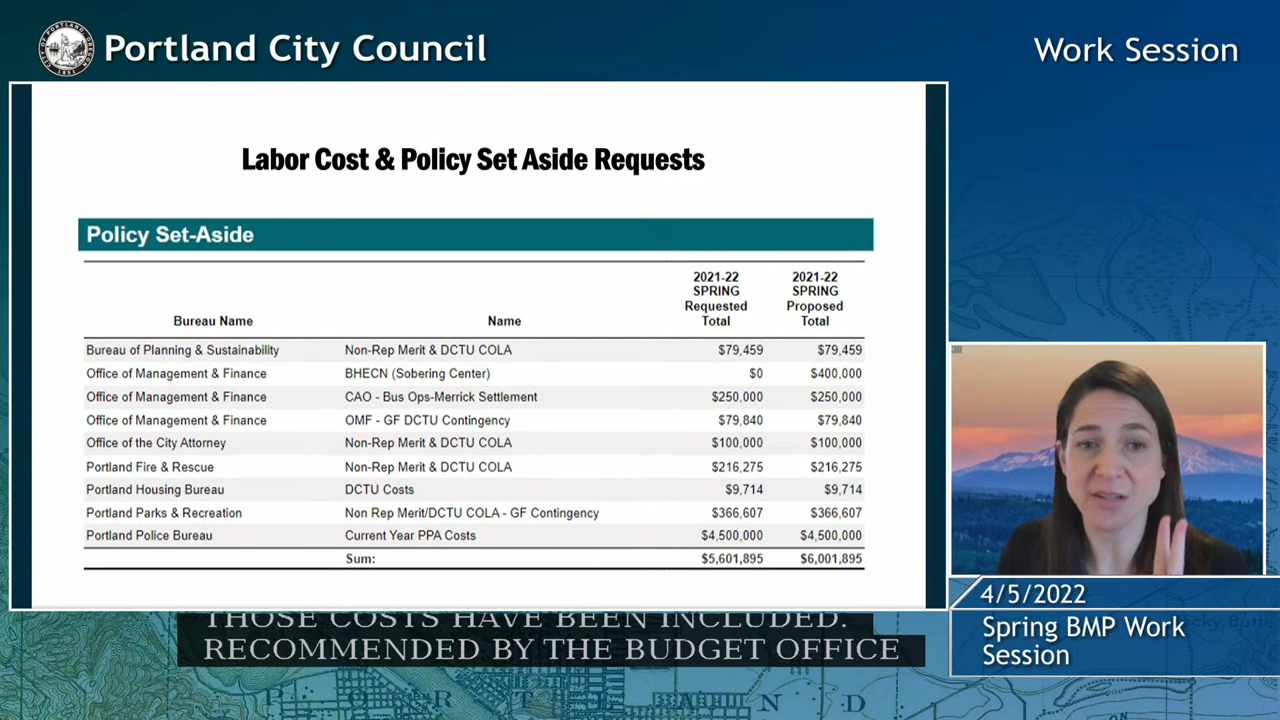 Portland City Council
Work Session
Labor Cost & Policy Set Aside Requests
Policy Set-Aside
Bureau Name Name 2021-22 SPRING Requested Total 2021-22 SPRING Proposed Total
Bureau of Planning & Sustainability Non-Rep Merit & DCTU COLA $79,459 $79,459
Office of Management & Finance BHECN (Sobering Center) $0 $400,000
Office of Management & Finance CAO - Bus Ops-Merrick Settlement $250,000 $250,000
Office of Management & Finance OMF - GF DCTU Contingency $79,840 $79,840
Office of the City Attorney Non-Rep Merit & DCTU COLA $100,000 $100,000
Portland Fire & Rescue Non-Rep Merit & DCTU COLA $216,275 $216,275
Portland Housing Bureau DCTU Costs $9,714 $9,714
Portland Parks & Recreation Non Rep Merit/DCTU COLA - GF Contingency $366,607 $366,607
Portland Police Bureau Current Year PPA Costs $4,500,000 $4,500,000
Sum: $5,601,895 $6,001,895
4/5/2022
Spring BMP Work
Session
THOSE COSTS HAVE BEEN INCLUDED.
RECOMMENDED BY THE BUDGET OFFICE
P O R T L A N D